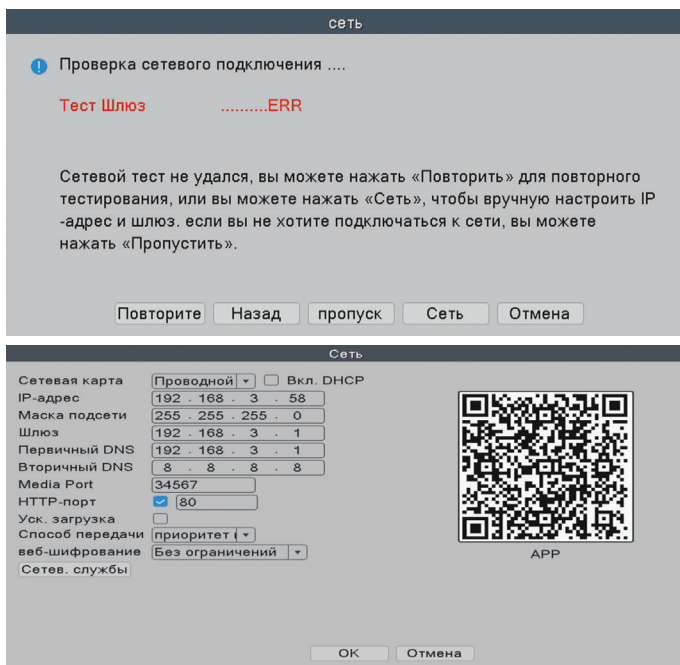 сеть
Проверка сетевого подключения ....
Тест Шлюз ..........ERR
Сетевой тест не удался, вы можете нажать «Повторить» для повторного
тестирования, или вы можете нажать «Сеть», чтобы вручную настроить IP
-адрес и шлюз. если вы не хотите подключаться к сети, вы можете
нажать «Пропустить».
Повторите Назад пропуск Сеть Отмена
Сеть
Сетевая карта Проводной Вкл. DHCP
IP-адрес 192 . 168 . 3 . 58
Маска подсети 255 . 255 . 255 . 0
Шлюз 192 . 168 . 3 . 1
Первичный DNS 192 . 168 . 3 . 1
Вторичный DNS 8 . 8 . 8 . 8
Media Port 34567
HTTP-порт 80
Уск. загрузка
Способ передачи приоритет
веб-шифрование Без ограничений
Сетев. службы
APP
OK Отмена